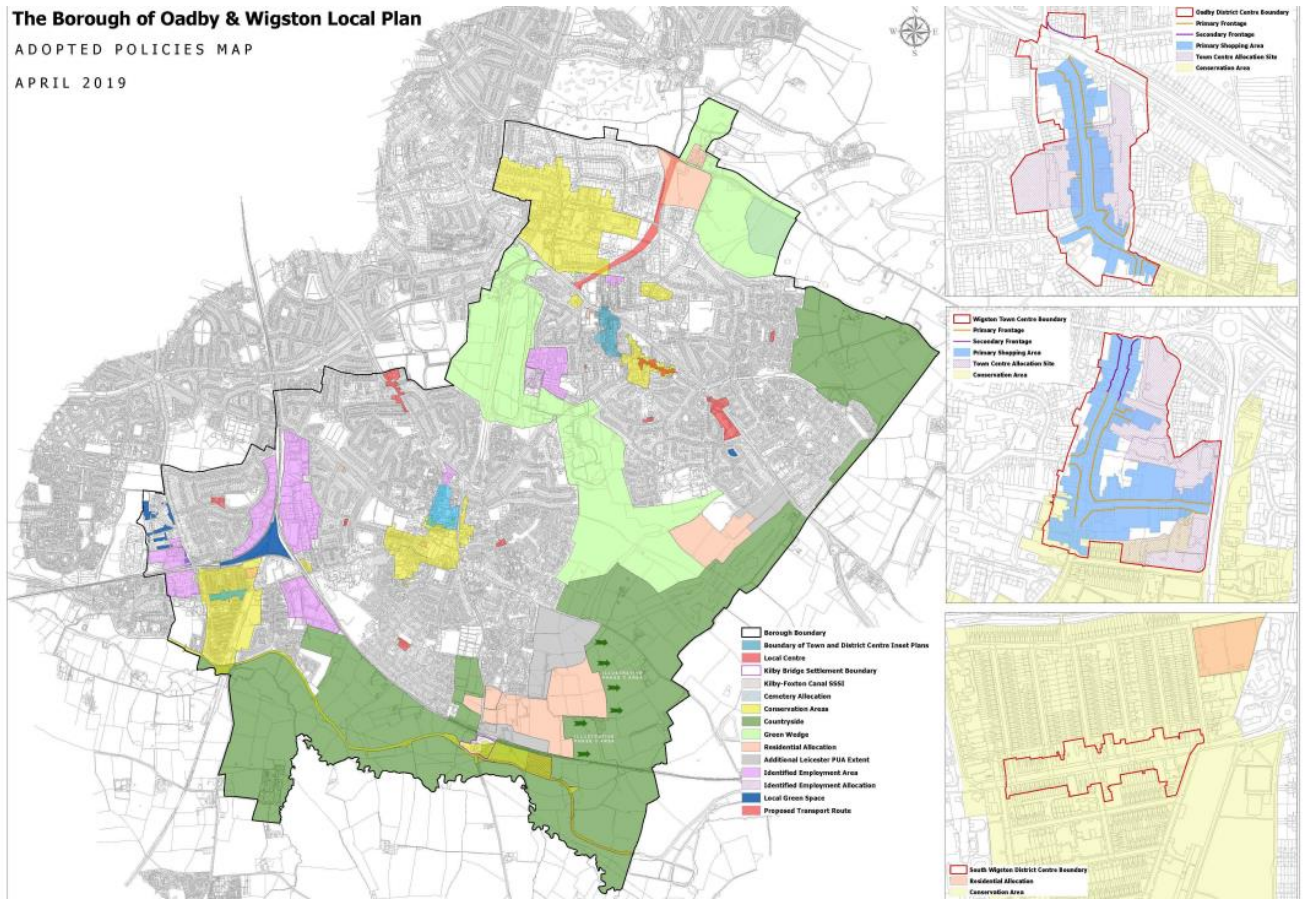 The Borough of Oadby & Wigston Local Plan
ADOPTED POLICIES MAP
APRIL 2019
N
W E
S
Borough Boundary
Boundary of Town and District Centre Inset Plans
Local Centre
Kilby Bridge Settlement Boundary
Kilby-Foxton Canal SSSI
Cemetery Allocation
Conservation Areas
Countryside
Green Wedge
Residential Allocation
Additional Leicester PUA Extent
Identified Employment Area
Identified Employment Allocation
Local Green Space
Proposed Transport Route
Oadby District Centre Boundary
Primary Frontage
Secondary Frontage
Primary Shopping Area
Town Centre Allocation Site
Conservation Area
Wigston Town Centre Boundary
Primary Frontage
Secondary Frontage
Primary Shopping Area
Town Centre Allocation Site
Conservation Area
South Wigston District Centre Boundary
Residential Allocation
Conservation Area